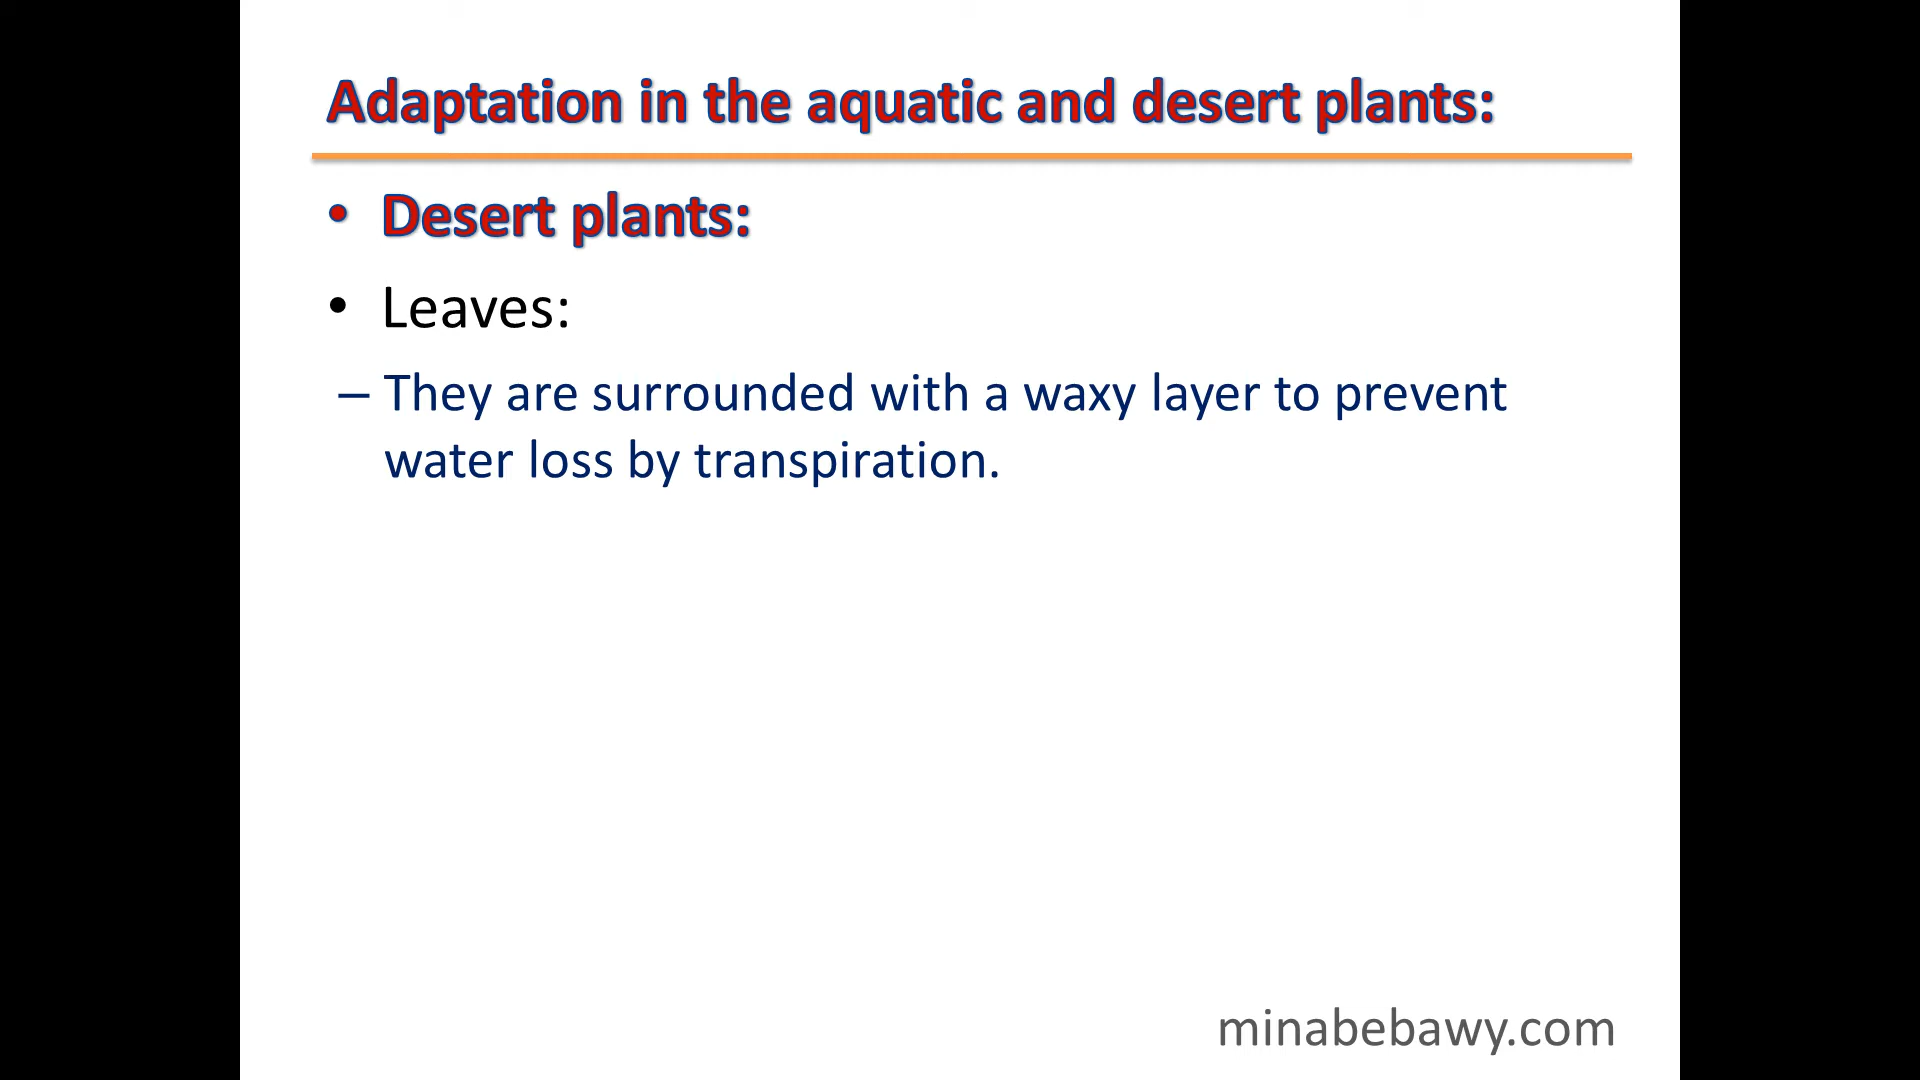 Adaptation in the aquatic and desert plants:
• Desert plants:
• Leaves:
– They are surrounded with a waxy layer to prevent
water loss by transpiration.
minabebawy.com